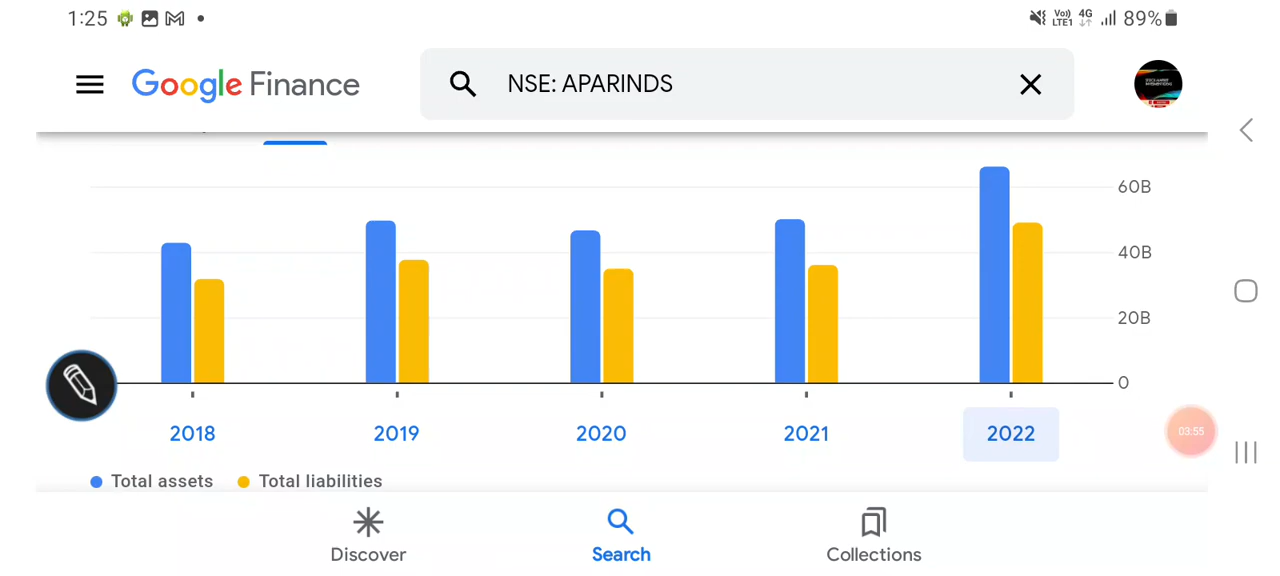 1:25
Vo)) 4G 89%
LTE1
Google Finance
NSE: APARINDS
60B
40B
20B
0
2018 2019 2020 2021 2022
03:55
Total assets Total liabilities
Discover Search Collections